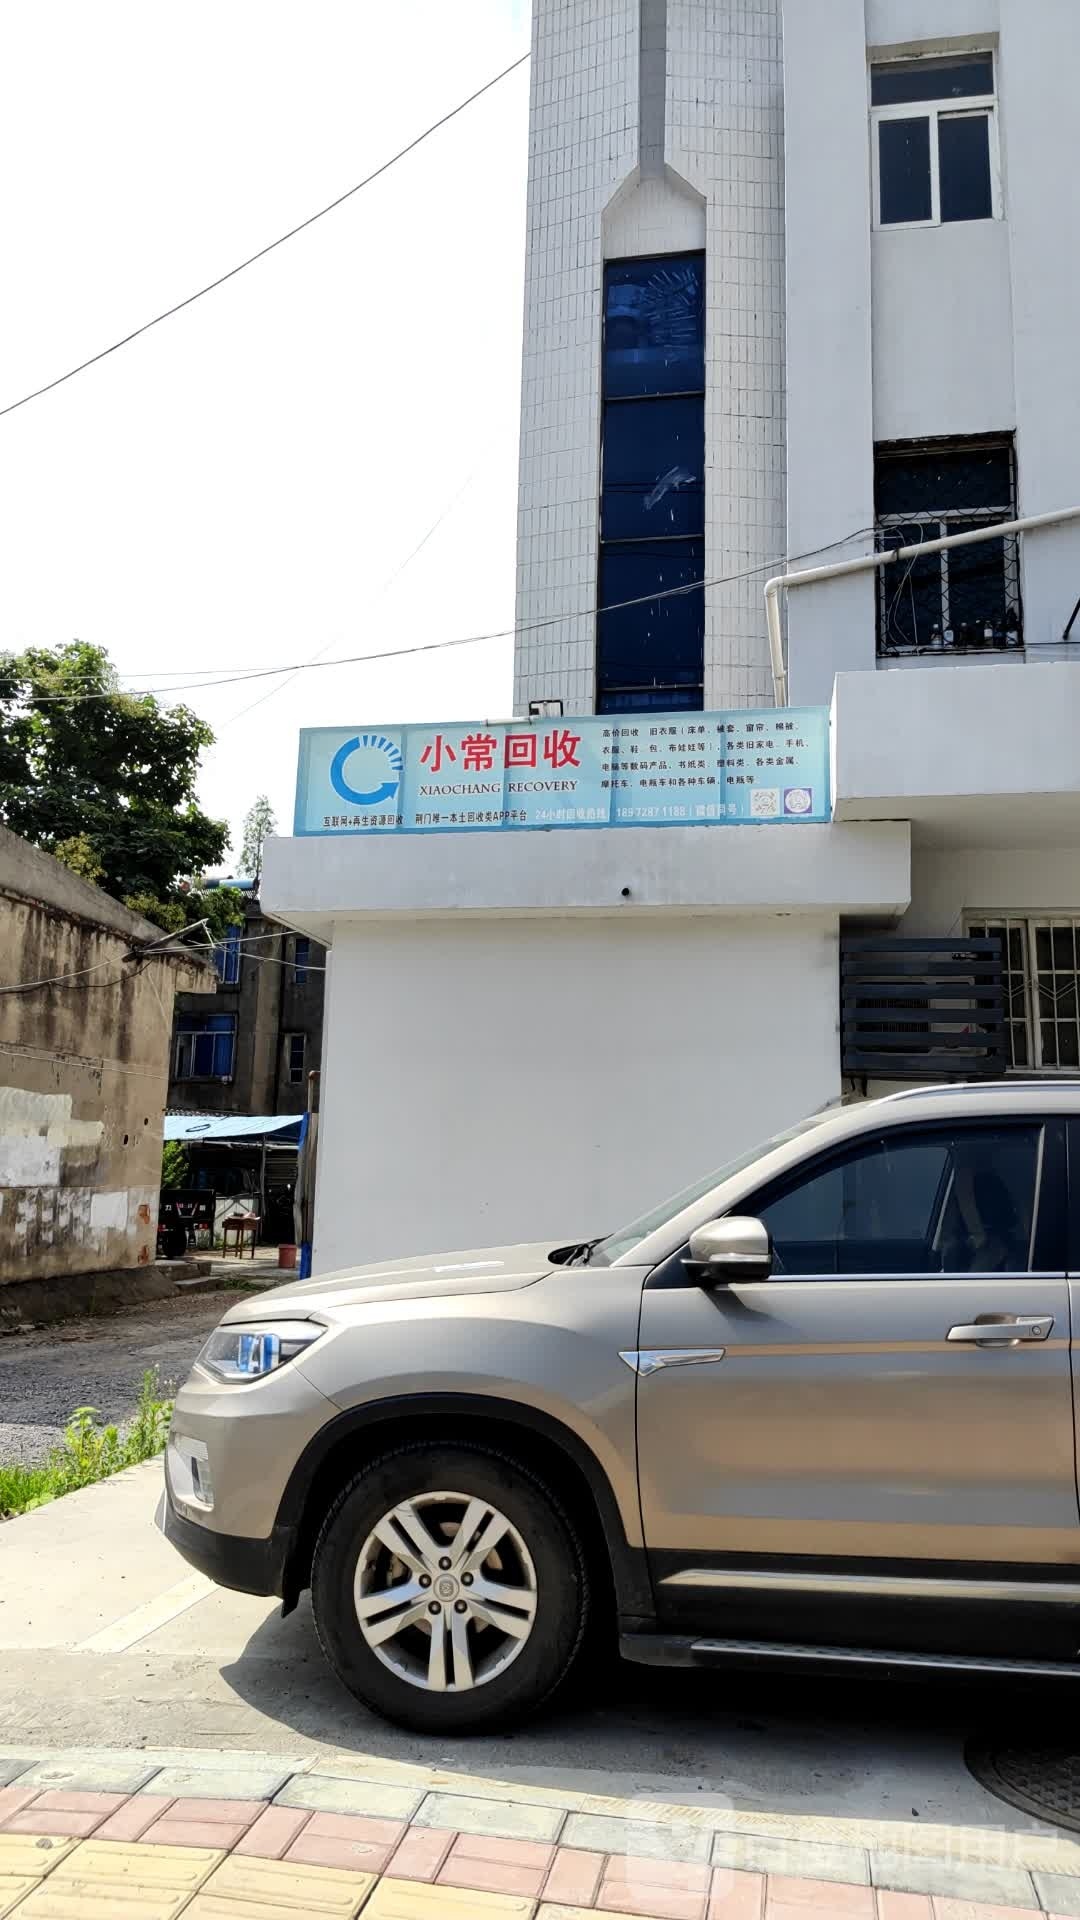 小常回收
XIAOCHANG RECOVERY
互联网+再生资源回收 荆门唯一本土回收类APP平台
高价回收 旧衣服（床单、被套、窗帘、棉被、
衣服、鞋、包、布娃娃等），各类旧家电、手机、
电脑等数码产品、书纸类、塑料类、各类金属、
摩托车、电瓶车和各种车辆、电瓶等
24小时回收热线：189 7287 1188｜微信同号